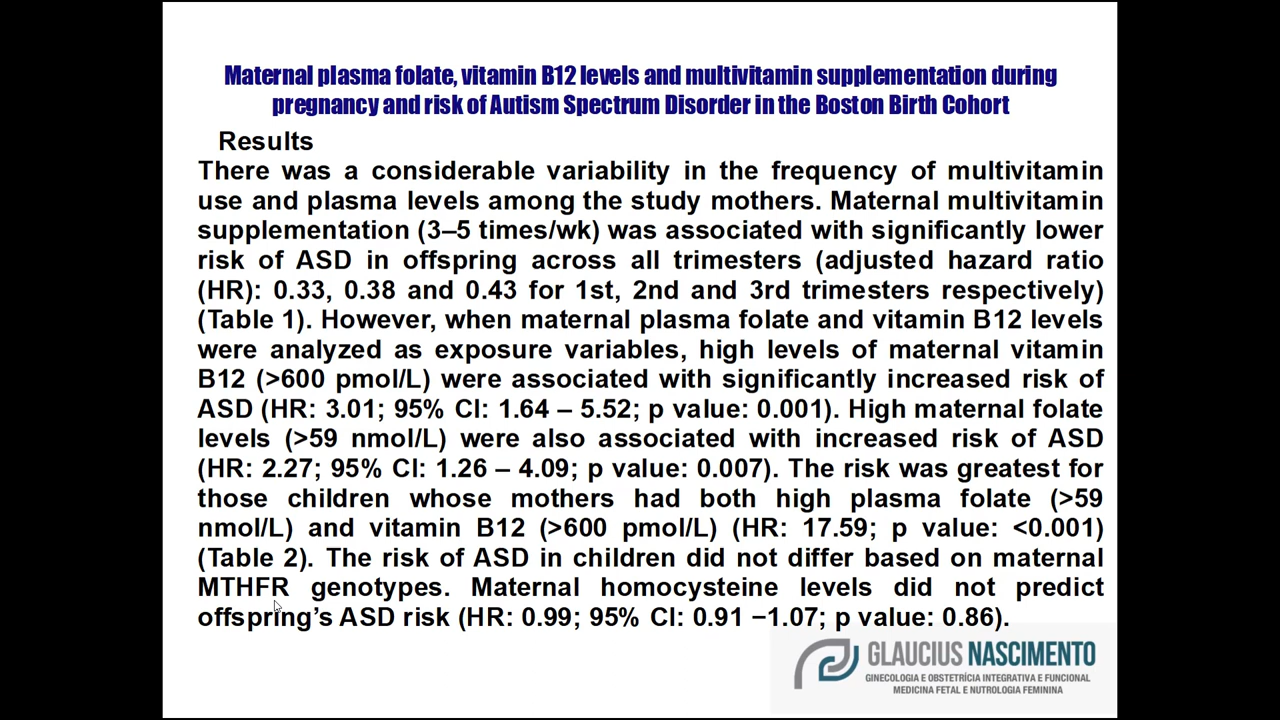 Maternal plasma folate, vitamin B12 levels and multivitamin supplementation during
pregnancy and risk of Autism Spectrum Disorder in the Boston Birth Cohort
Results
There was a considerable variability in the frequency of multivitamin
use and plasma levels among the study mothers. Maternal multivitamin
supplementation (3–5 times/wk) was associated with significantly lower
risk of ASD in offspring across all trimesters (adjusted hazard ratio
(HR): 0.33, 0.38 and 0.43 for 1st, 2nd and 3rd trimesters respectively)
(Table 1). However, when maternal plasma folate and vitamin B12 levels
were analyzed as exposure variables, high levels of maternal vitamin
B12 (>600 pmol/L) were associated with significantly increased risk of
ASD (HR: 3.01; 95% CI: 1.64 – 5.52; p value: 0.001). High maternal folate
levels (>59 nmol/L) were also associated with increased risk of ASD
(HR: 2.27; 95% CI: 1.26 – 4.09; p value: 0.007). The risk was greatest for
those children whose mothers had both high plasma folate (>59
nmol/L) and vitamin B12 (>600 pmol/L) (HR: 17.59; p value: <0.001)
(Table 2). The risk of ASD in children did not differ based on maternal
MTHFR genotypes. Maternal homocysteine levels did not predict
offspring’s ASD risk (HR: 0.99; 95% CI: 0.91 −1.07; p value: 0.86).
GLAUCIUS NASCIMENTO
GINECOLOGIA E OBSTETRÍCIA INTEGRATIVA E FUNCIONAL
MEDICINA FETAL E NUTROLOGIA FEMININA